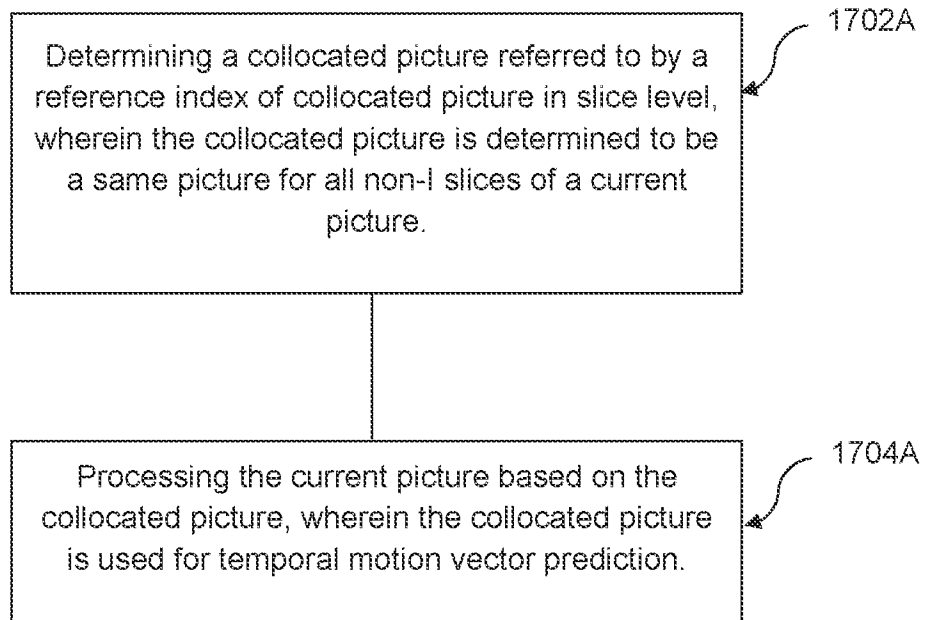 1702A
Determining a collocated picture referred to by a
reference index of collocated picture in slice level,
wherein the collocated picture is determined to be
a same picture for all non-I slices of a current
picture.
1704A
Processing the current picture based on the
collocated picture, wherein the collocated picture
is used for temporal motion vector prediction.